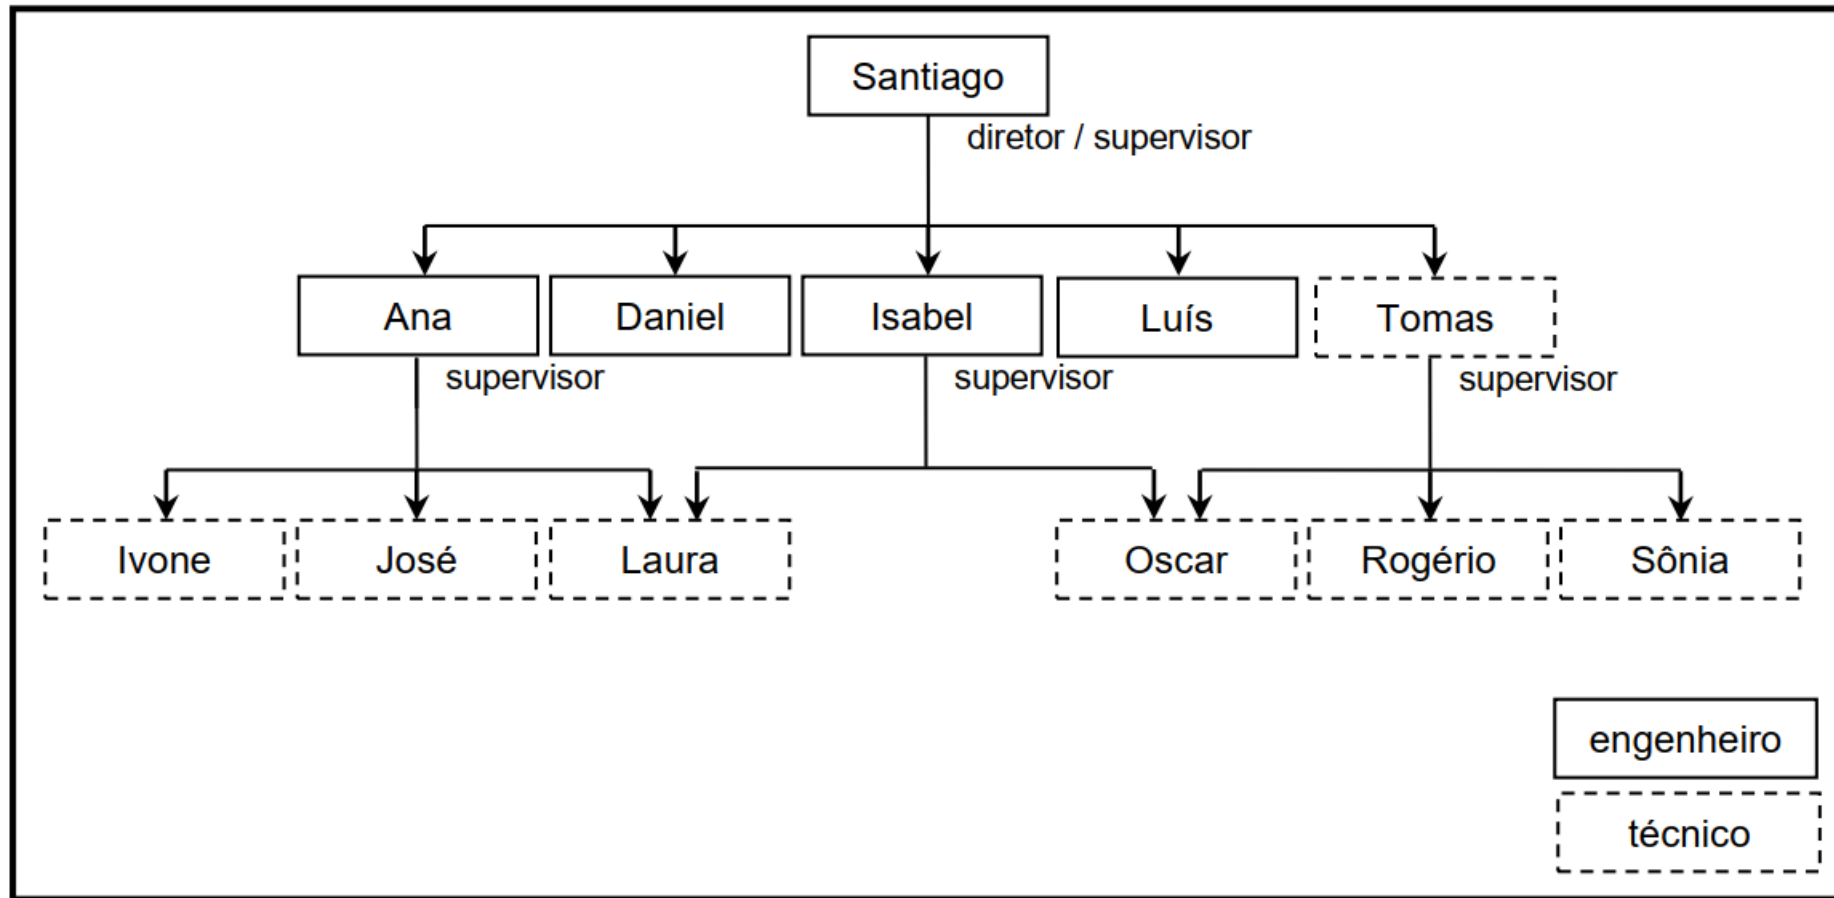 Santiago
diretor / supervisor
Ana
Daniel
Isabel
Luís
Tomas
supervisor
supervisor
supervisor
Ivone
José
Laura
Oscar
Rogério
Sônia
engenheiro
técnico